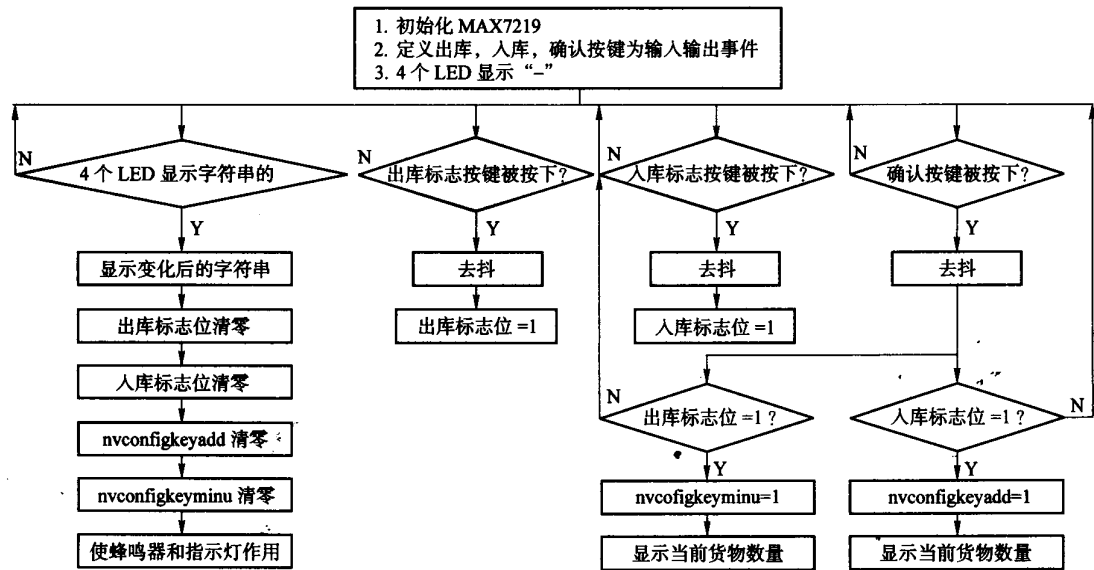 1. 初始化 MAX7219
2. 定义出库，入库，确认按键为输入输出事件
3. 4 个 LED 显示 “-”
N
4 个 LED 显示字符串的
Y
显示变化后的字符串
出库标志位清零
入库标志位清零
nvconfigkeyadd 清零
nvconfigkeyminu 清零
使蜂鸣器和指示灯作用
N
出库标志按键被按下?
Y
去抖
出库标志位 =1
N
入库标志按键被按下?
Y
去抖
入库标志位 =1
N
确认按键被按下?
Y
去抖
N
出库标志位 =1 ?
Y
nvcofigkeyminu=1
显示当前货物数量
入库标志位 =1 ?
N
Y
nvconfigkeyadd=1
显示当前货物数量